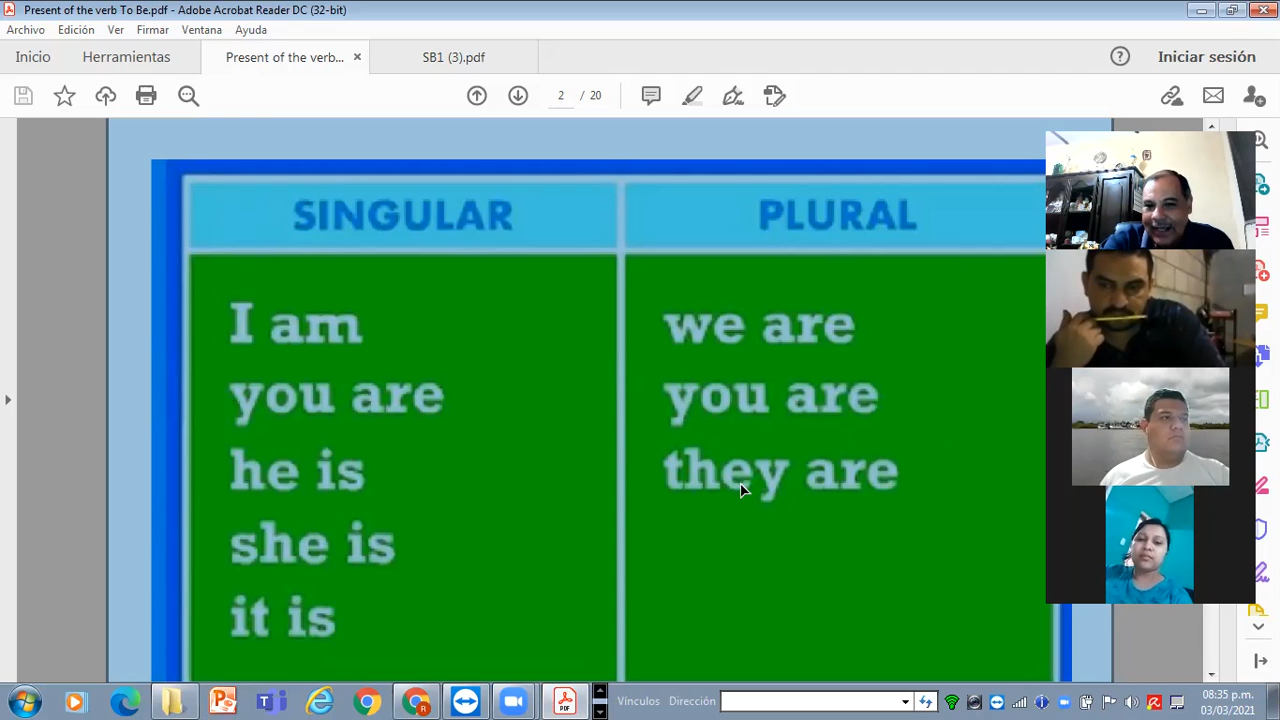 Present of the verb To Be.pdf - Adobe Acrobat Reader DC (32-bit)
Archivo Edición Ver Firmar Ventana Ayuda
Inicio Herramientas Present of the verb... × SB1 (3).pdf Iniciar sesión
2 / 20
SINGULAR PLURAL
I am we are
you are you are
he is they are
she is
it is
Vínculos Dirección 08:35 p.m.
03/03/2021